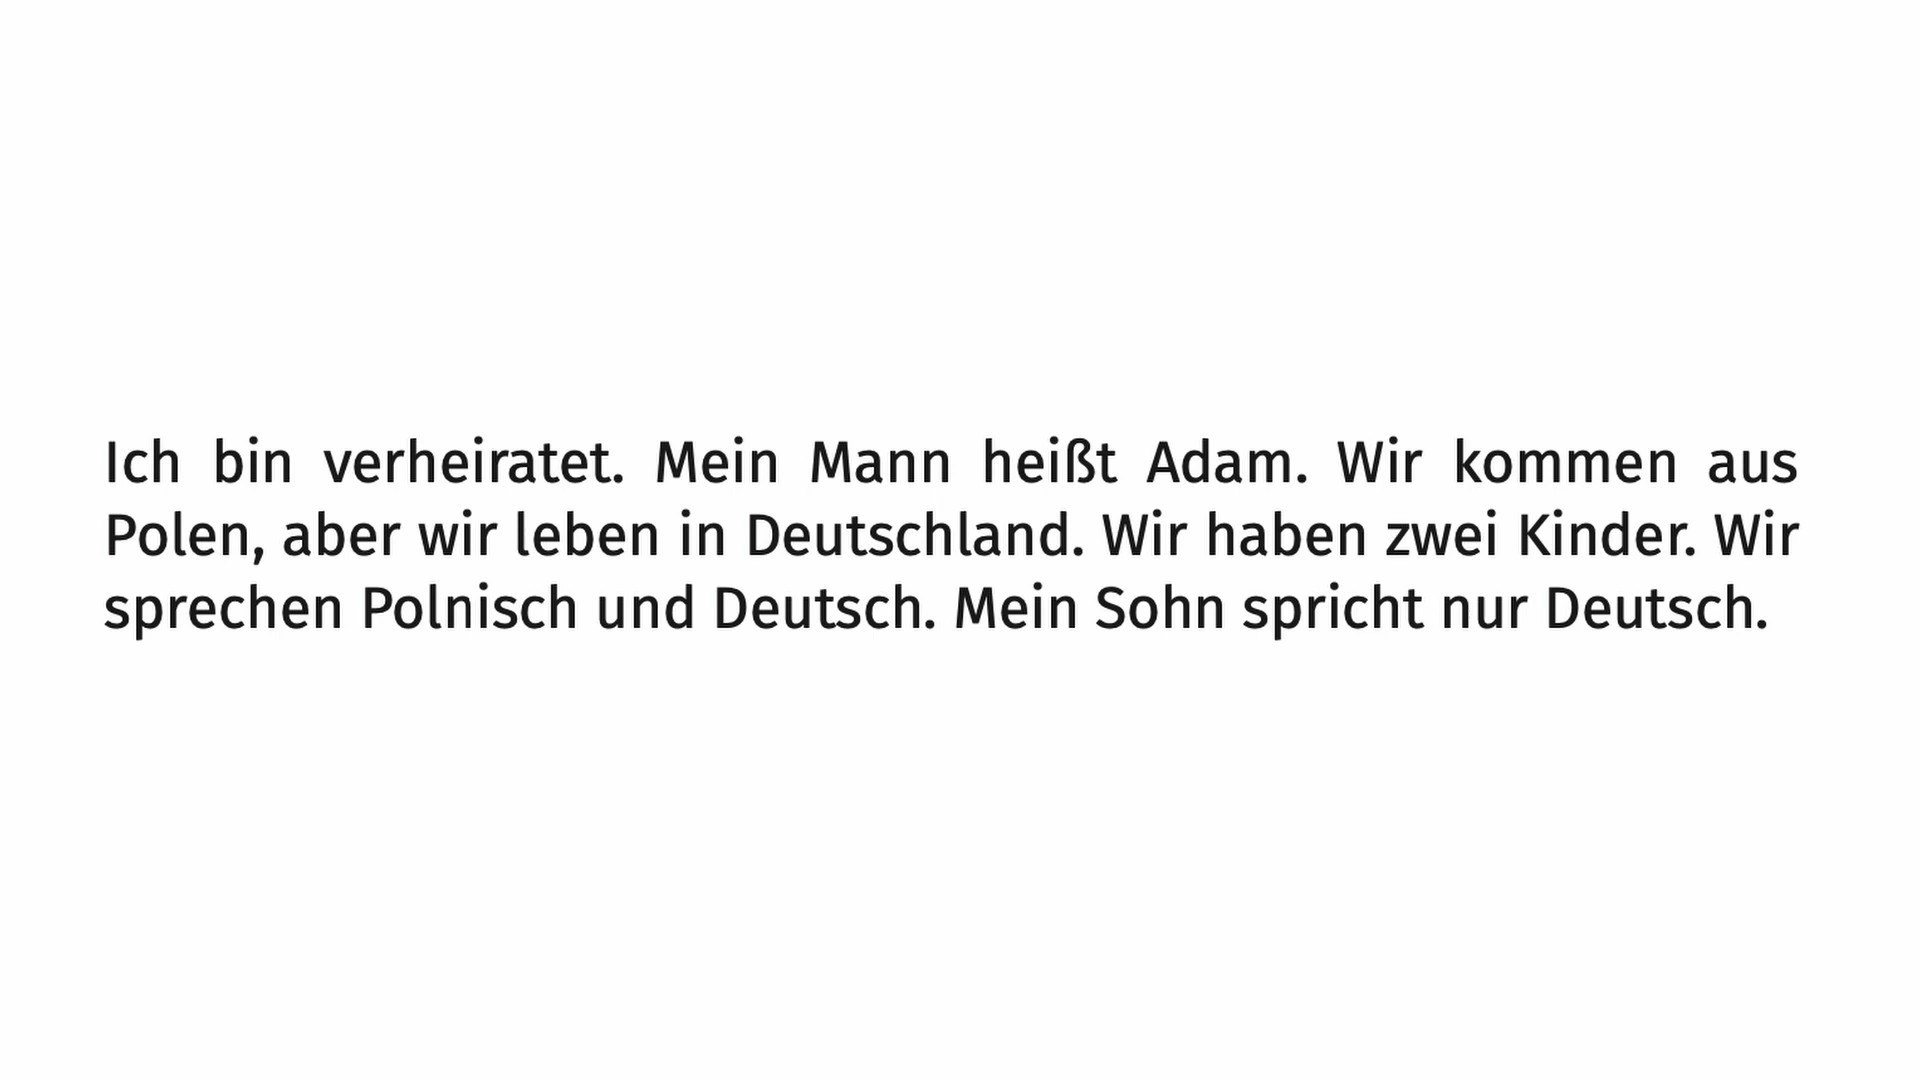 Ich bin verheiratet. Mein Mann heißt Adam. Wir kommen aus
Polen, aber wir leben in Deutschland. Wir haben zwei Kinder. Wir
sprechen Polnisch und Deutsch. Mein Sohn spricht nur Deutsch.